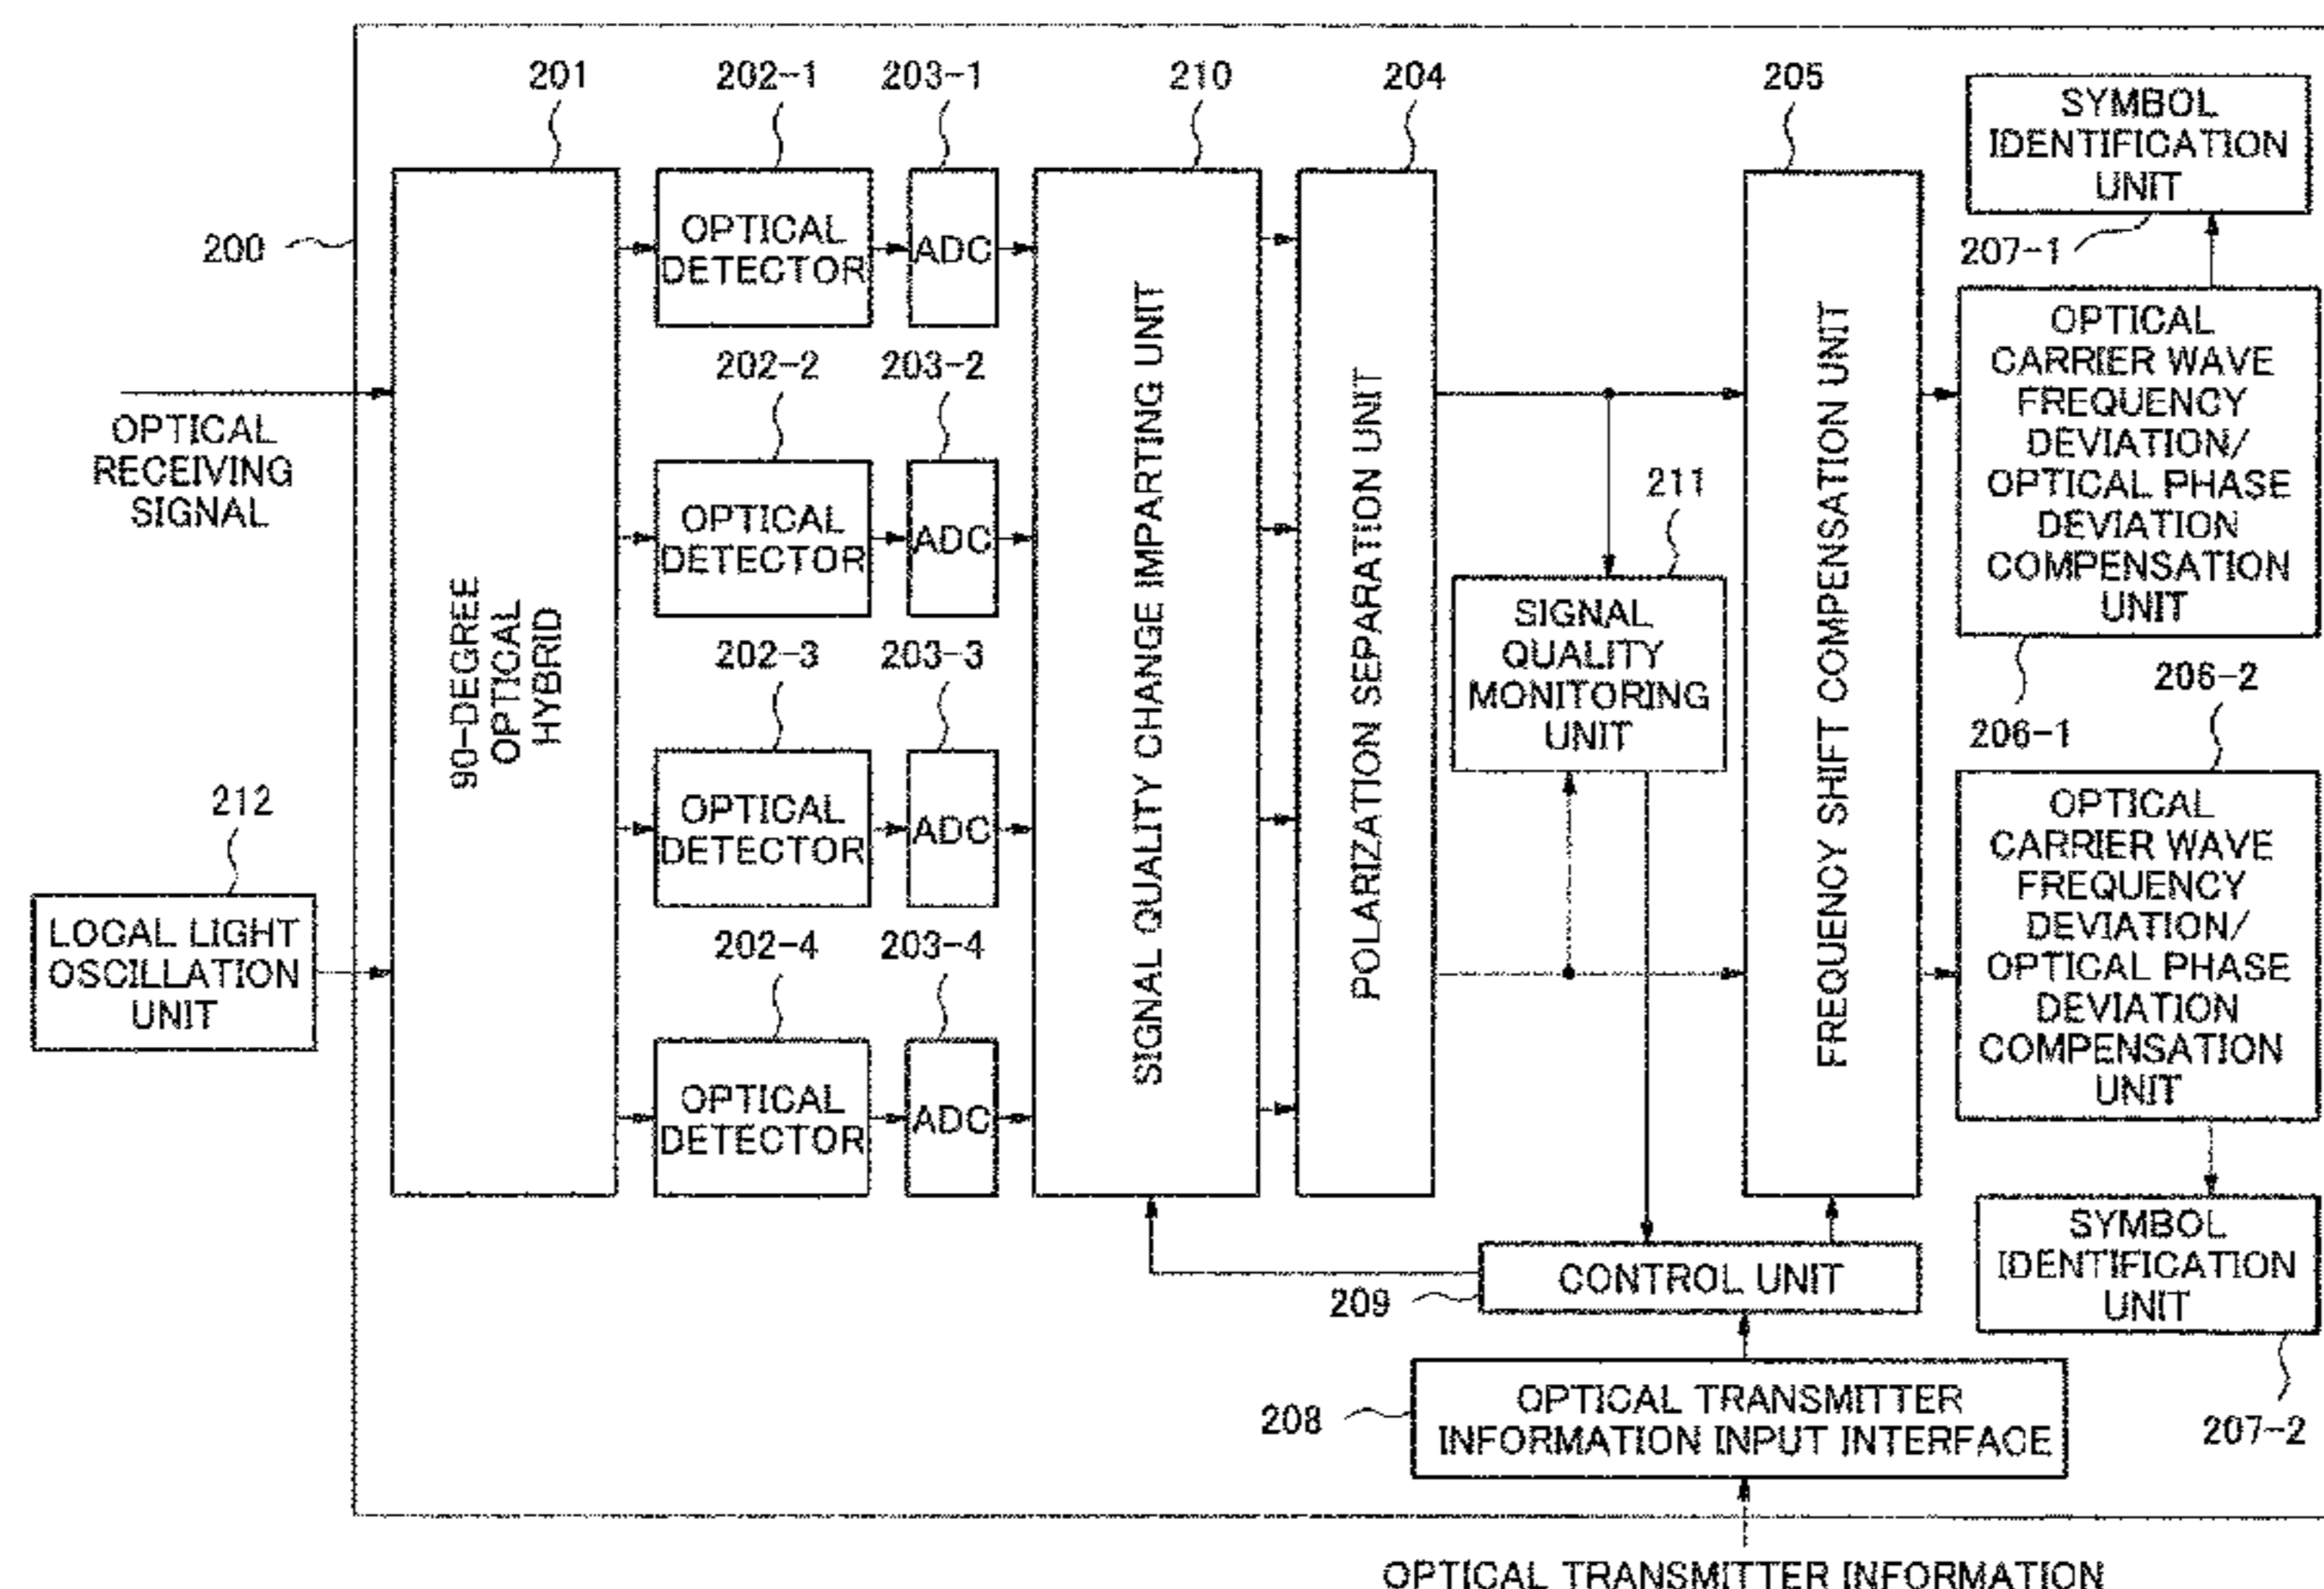 201
202-1
203-1
210
204
205
SYMBOL
IDENTIFICATION
UNIT
207-1
200
OPTICAL
DETECTOR
ADC
OPTICAL
RECEIVING
SIGNAL
90-DEGREE
OPTICAL
HYBRID
202-2
203-2
OPTICAL
DETECTOR
ADC
202-3
203-3
OPTICAL
DETECTOR
ADC
202-4
203-4
OPTICAL
DETECTOR
ADC
212
LOCAL LIGHT
OSCILLATION
UNIT
SIGNAL QUALITY CHANGE IMPARTING UNIT
POLARIZATION SEPARATION UNIT
211
SIGNAL
QUALITY
MONITORING
UNIT
FREQUENCY SHIFT COMPENSATION UNIT
OPTICAL
CARRIER WAVE
FREQUENCY
DEVIATION/
OPTICAL PHASE
DEVIATION
COMPENSATION
UNIT
206-1
206-2
OPTICAL
CARRIER WAVE
FREQUENCY
DEVIATION/
OPTICAL PHASE
DEVIATION
COMPENSATION
UNIT
SYMBOL
IDENTIFICATION
UNIT
207-2
209
CONTROL UNIT
208
OPTICAL TRANSMITTER
INFORMATION INPUT INTERFACE
OPTICAL TRANSMITTER INFORMATION